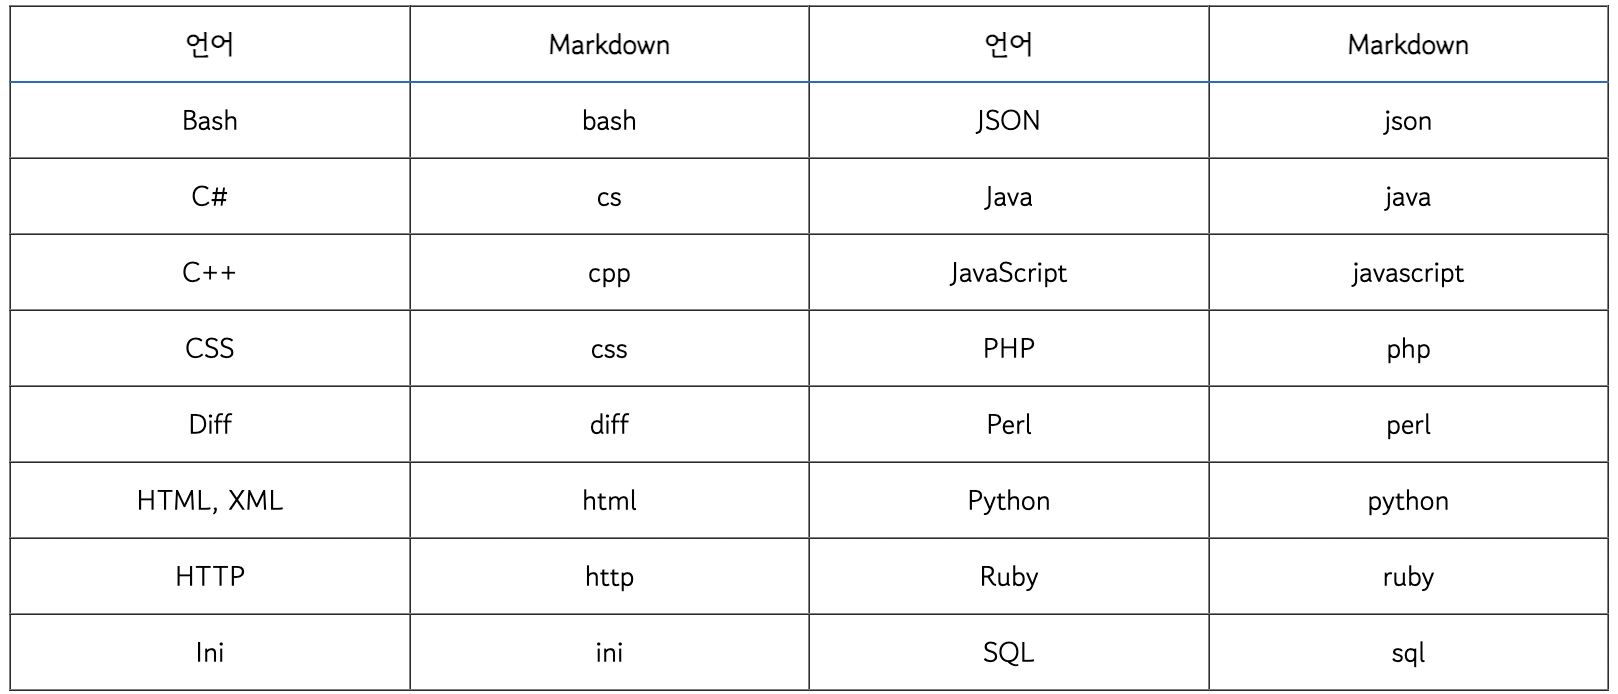 언어 Markdown 언어 Markdown
Bash bash JSON json
C# cs Java java
C++ cpp JavaScript javascript
CSS css PHP php
Diff diff Perl perl
HTML, XML html Python python
HTTP http Ruby ruby
Ini ini SQL sql